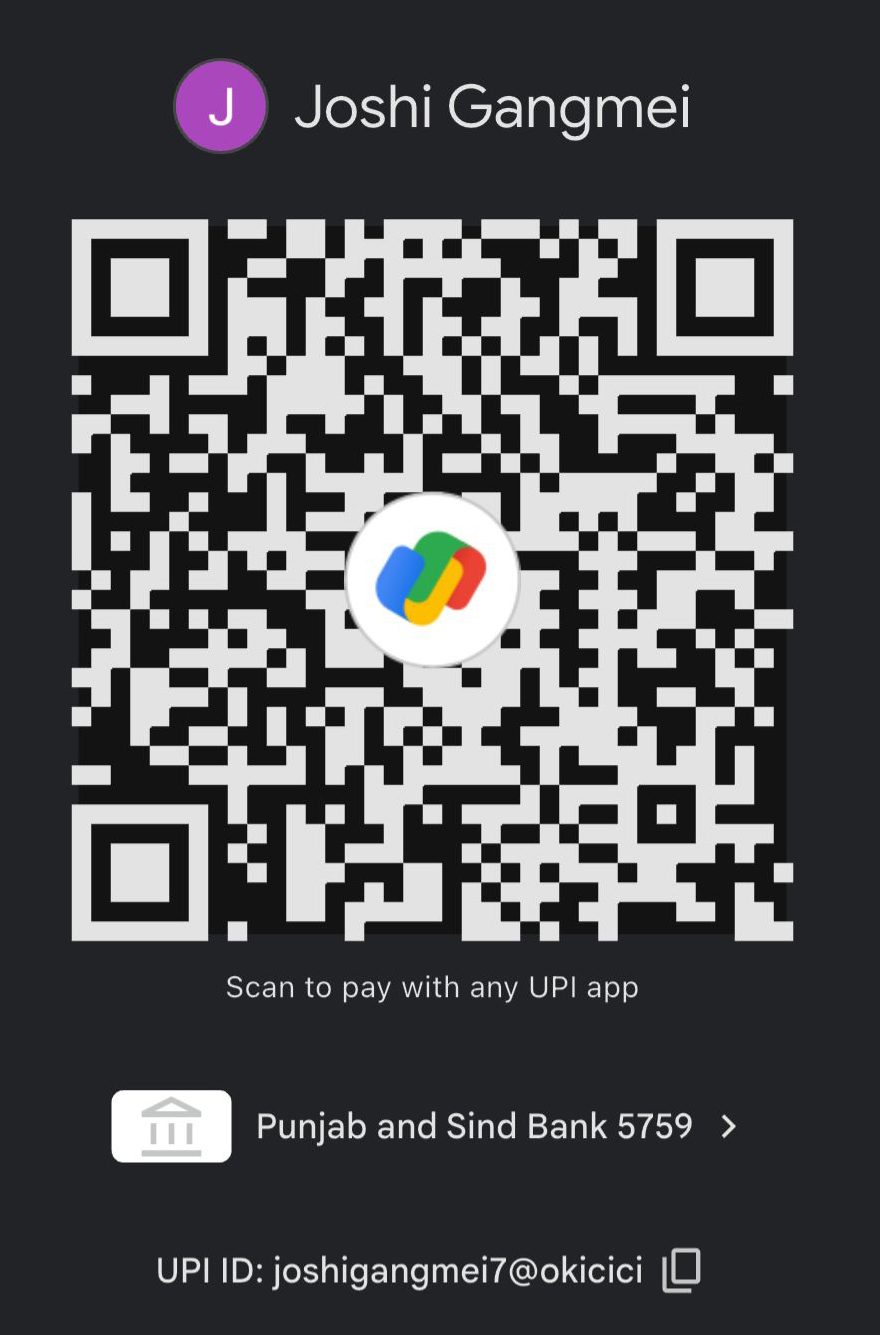 J Joshi Gangmei
Scan to pay with any UPI app
Punjab and Sind Bank 5759
UPI ID: joshigangmei7@okicici